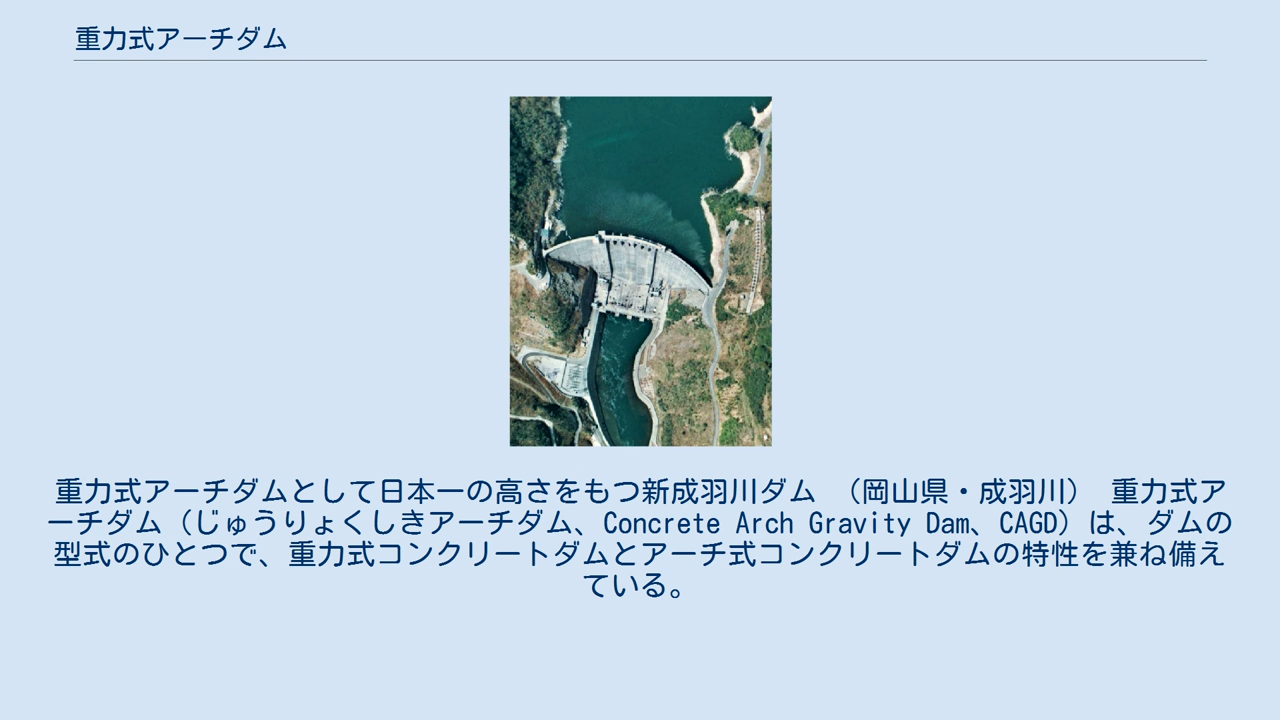 重力式アーチダム
重力式アーチダムとして日本一の高さをもつ新成羽川ダム （岡山県・成羽川） 重力式ア
ーチダム（じゅうりょくしきアーチダム、Concrete Arch Gravity Dam、CAGD）は、ダムの
型式のひとつで、重力式コンクリートダムとアーチ式コンクリートダムの特性を兼ね備え
ている。